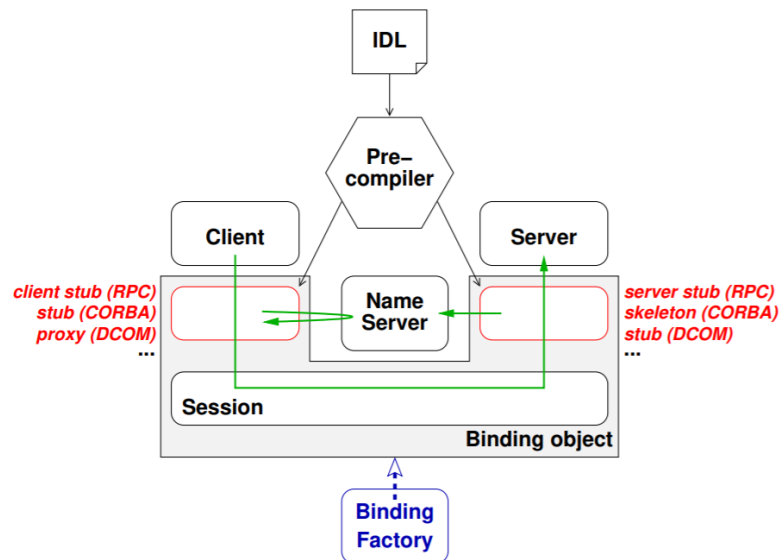 IDL
Pre–
compiler
Client
Server
client stub (RPC)
stub (CORBA)
proxy (DCOM)
...
Name
Server
server stub (RPC)
skeleton (CORBA)
stub (DCOM)
...
Session
Binding object
Binding
Factory